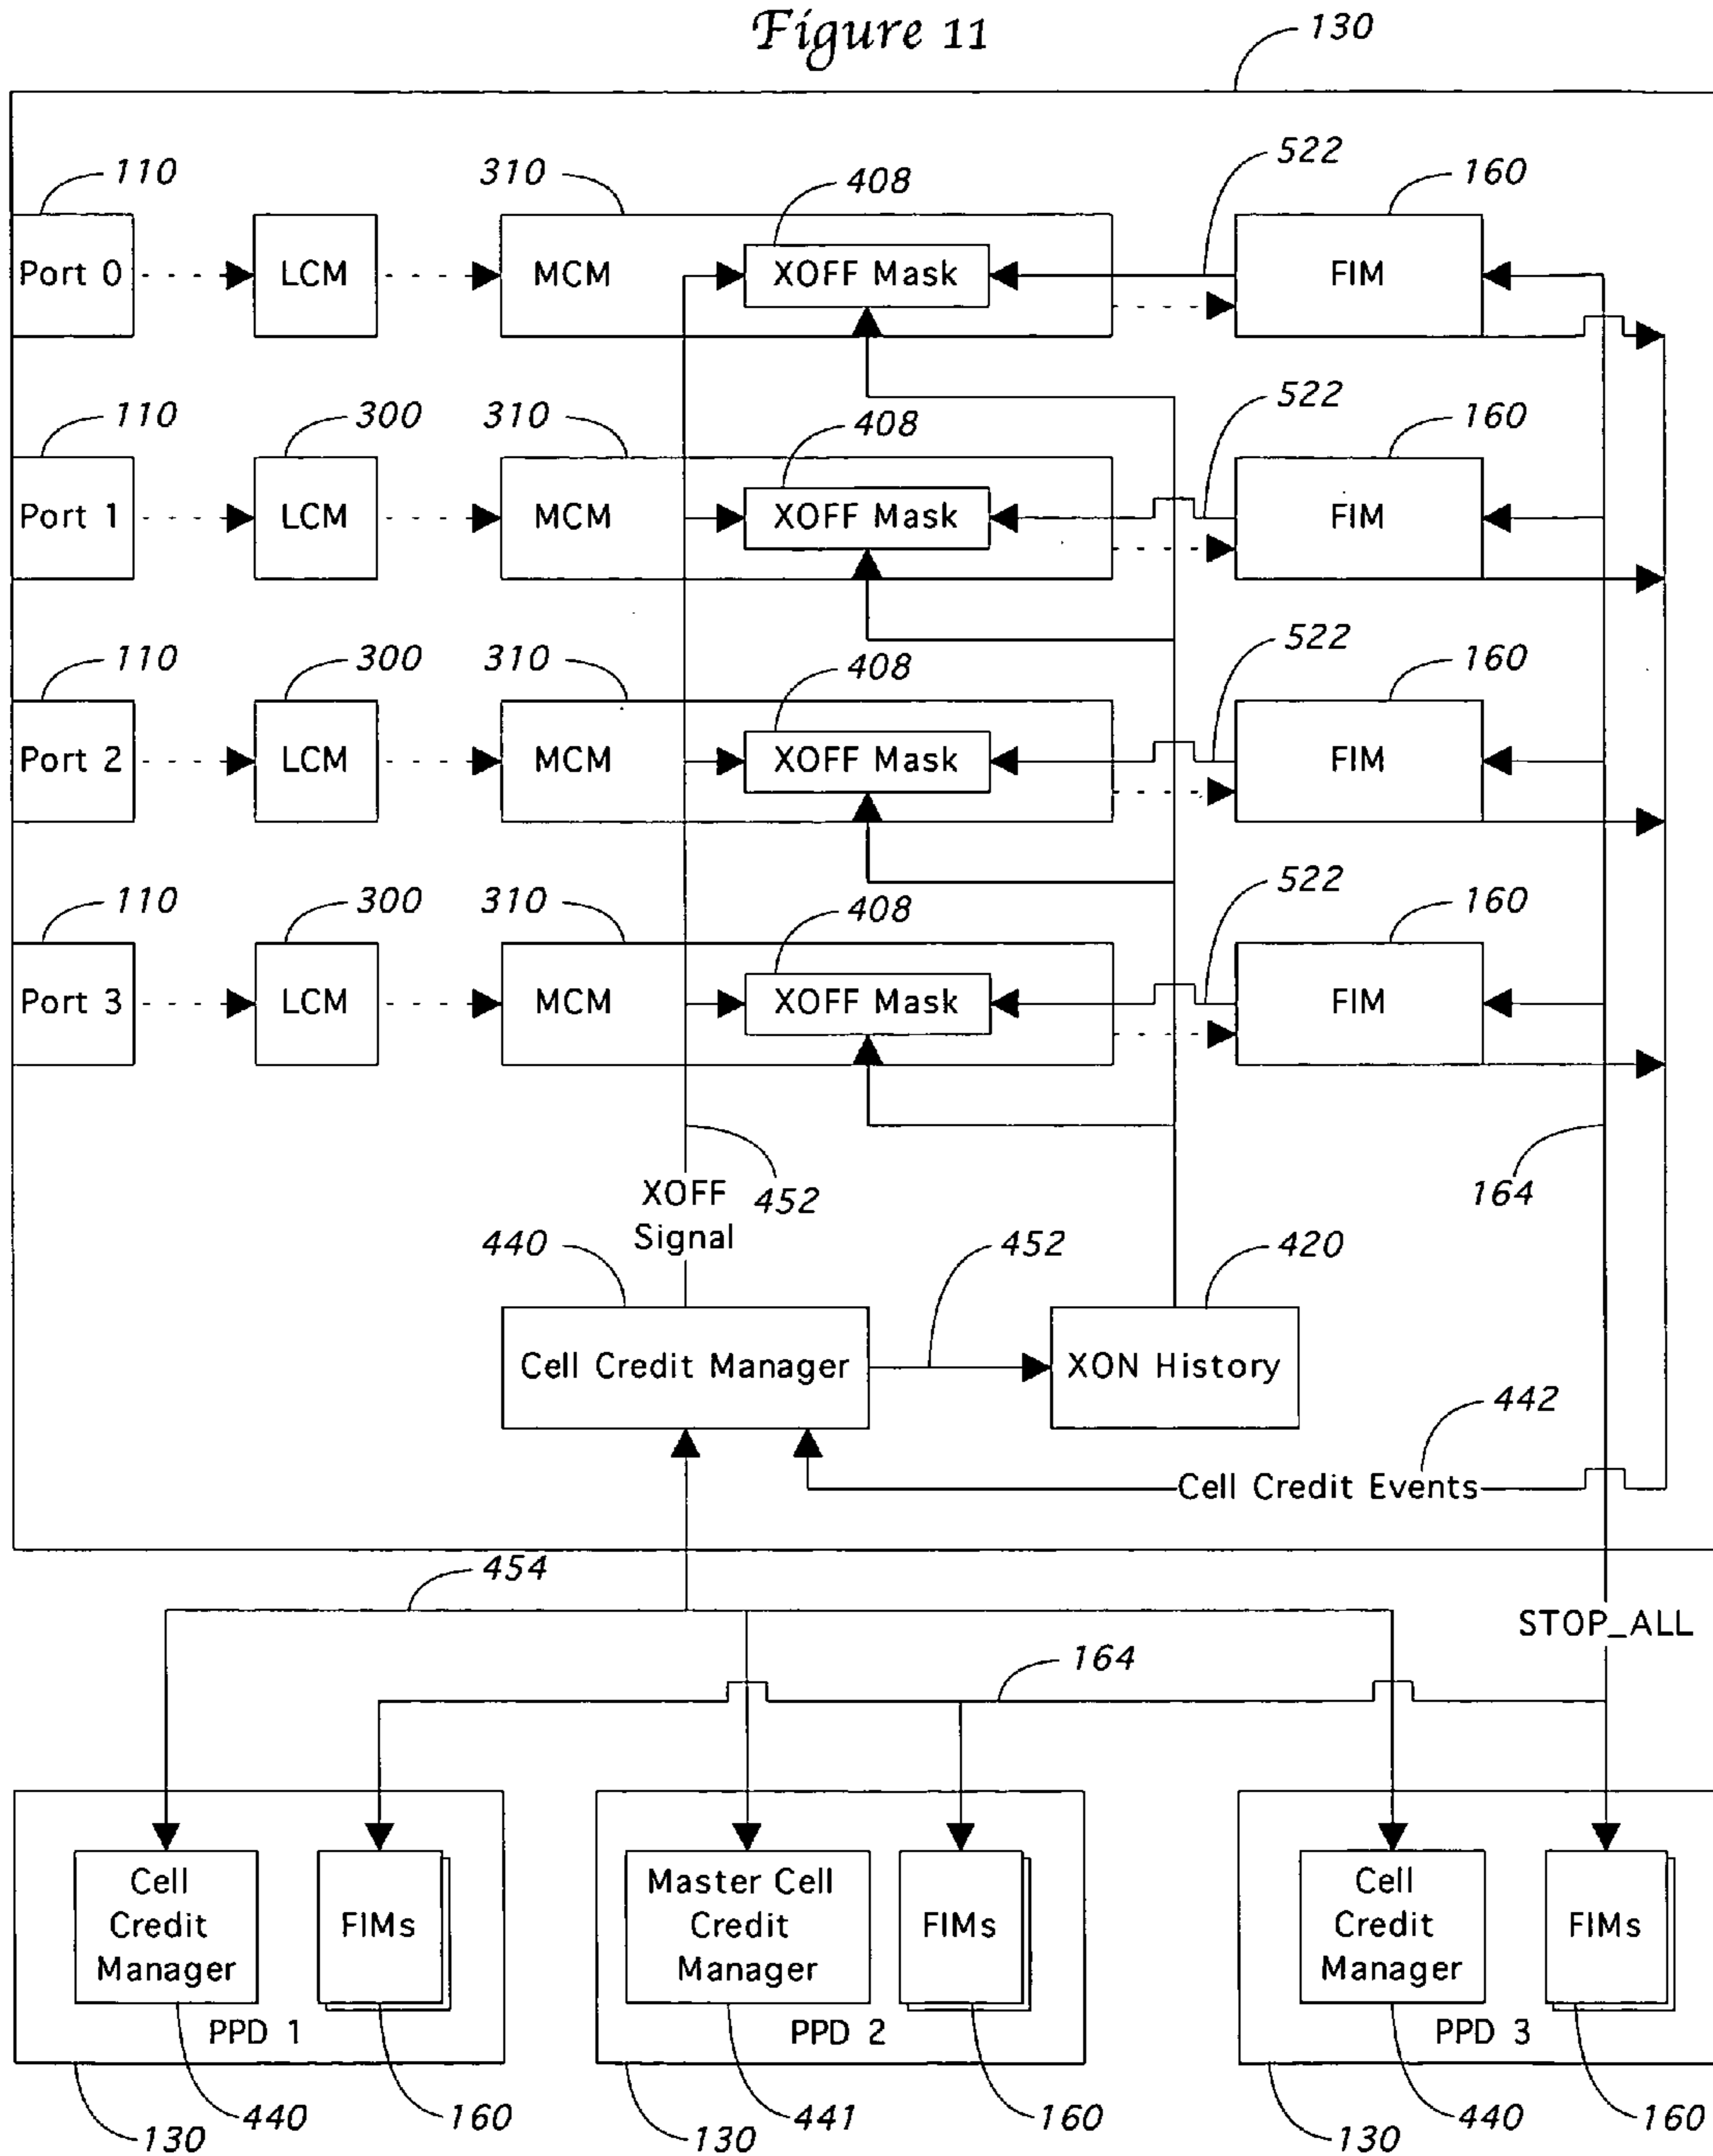 Figure 11
130
110
310
408
522
160
Port 0
LCM
MCM
XOFF Mask
FIM
110
300
310
408
522
160
Port 1
LCM
MCM
XOFF Mask
FIM
110
300
310
408
522
160
Port 2
LCM
MCM
XOFF Mask
FIM
110
300
310
408
522
160
Port 3
LCM
MCM
XOFF Mask
FIM
XOFF
Signal
452
164
440
452
420
Cell Credit Manager
XON History
442
Cell Credit Events
454
STOP_ALL
164
Cell
Credit
Manager
FIMs
PPD 1
Master Cell
Credit
Manager
FIMs
PPD 2
Cell
Credit
Manager
FIMs
PPD 3
130
440
160
130
441
160
130
440
160